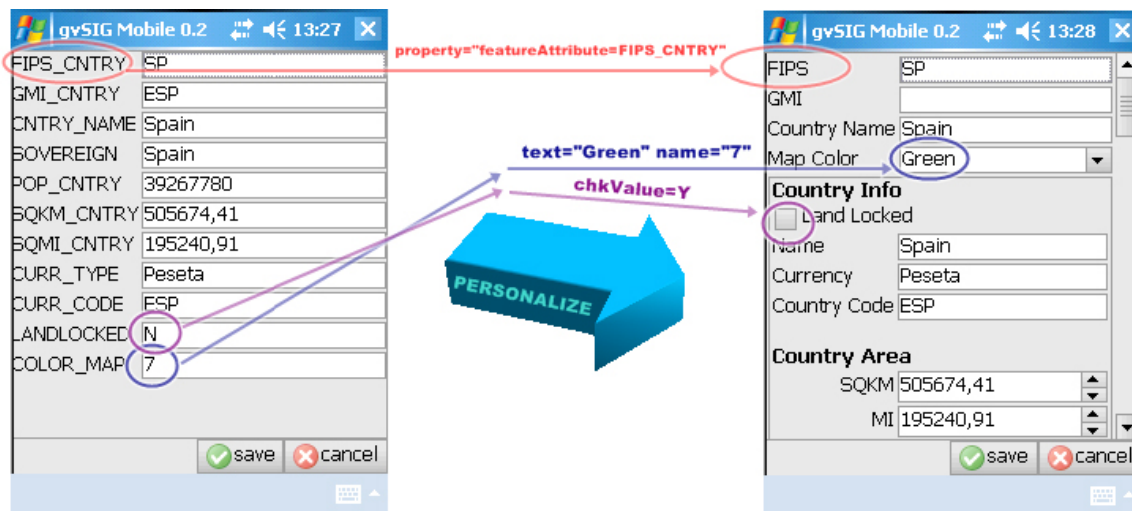 gvSIG Mobile 0.2 13:27
FIPS_CNTRY SP
GMI_CNTRY ESP
CNTRY_NAME Spain
SOVEREIGN Spain
POP_CNTRY 39267780
SQKM_CNTRY 505674,41
SQMI_CNTRY 195240,91
CURR_TYPE Peseta
CURR_CODE ESP
LANDLOCKED N
COLOR_MAP 7
save cancel
property="featureAttribute=FIPS_CNTRY"
text="Green" name="7"
chkValue=Y
PERSONALIZE
gvSIG Mobile 0.2 13:28
FIPS SP
GMI
Country Name Spain
Map Color Green
Country Info
Land Locked
Name Spain
Currency Peseta
Country Code ESP
Country Area
SQKM 505674,41
MI 195240,91
save cancel